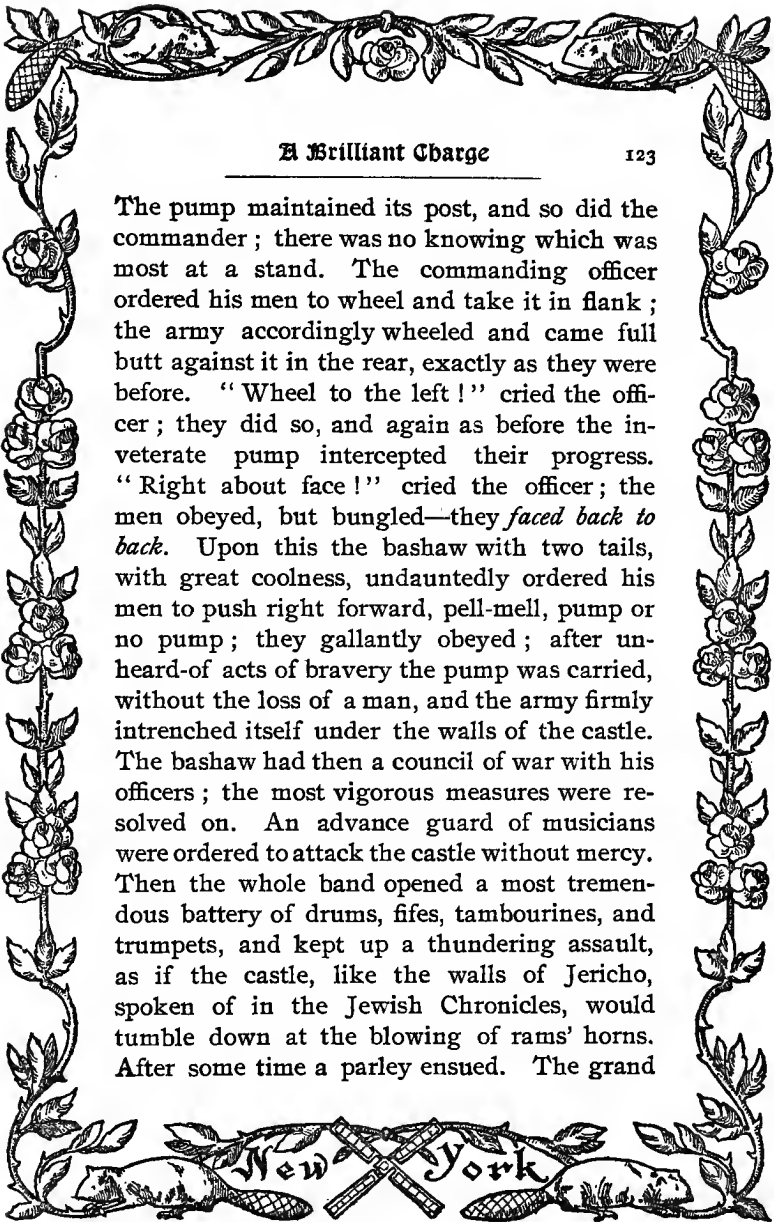 A Brilliant Charge 123
The pump maintained its post, and so did the
commander ; there was no knowing which was
most at a stand. The commanding officer
ordered his men to wheel and take it in flank ;
the army accordingly wheeled and came full
butt against it in the rear, exactly as they were
before. “ Wheel to the left ! ” cried the offi-
cer ; they did so, and again as before the in-
veterate pump intercepted their progress.
“ Right about face ! ” cried the officer ; the
men obeyed, but bungled—they faced back to
back. Upon this the bashaw with two tails,
with great coolness, undauntedly ordered his
men to push right forward, pell-mell, pump or
no pump ; they gallantly obeyed ; after un-
heard-of acts of bravery the pump was carried,
without the loss of a man, and the army firmly
intrenched itself under the walls of the castle.
The bashaw had then a council of war with his
officers ; the most vigorous measures were re-
solved on. An advance guard of musicians
were ordered to attack the castle without mercy.
Then the whole band opened a most tremen-
dous battery of drums, fifes, tambourines, and
trumpets, and kept up a thundering assault,
as if the castle, like the walls of Jericho,
spoken of in the Jewish Chronicles, would
tumble down at the blowing of rams’ horns.
After some time a parley ensued. The grand
New York